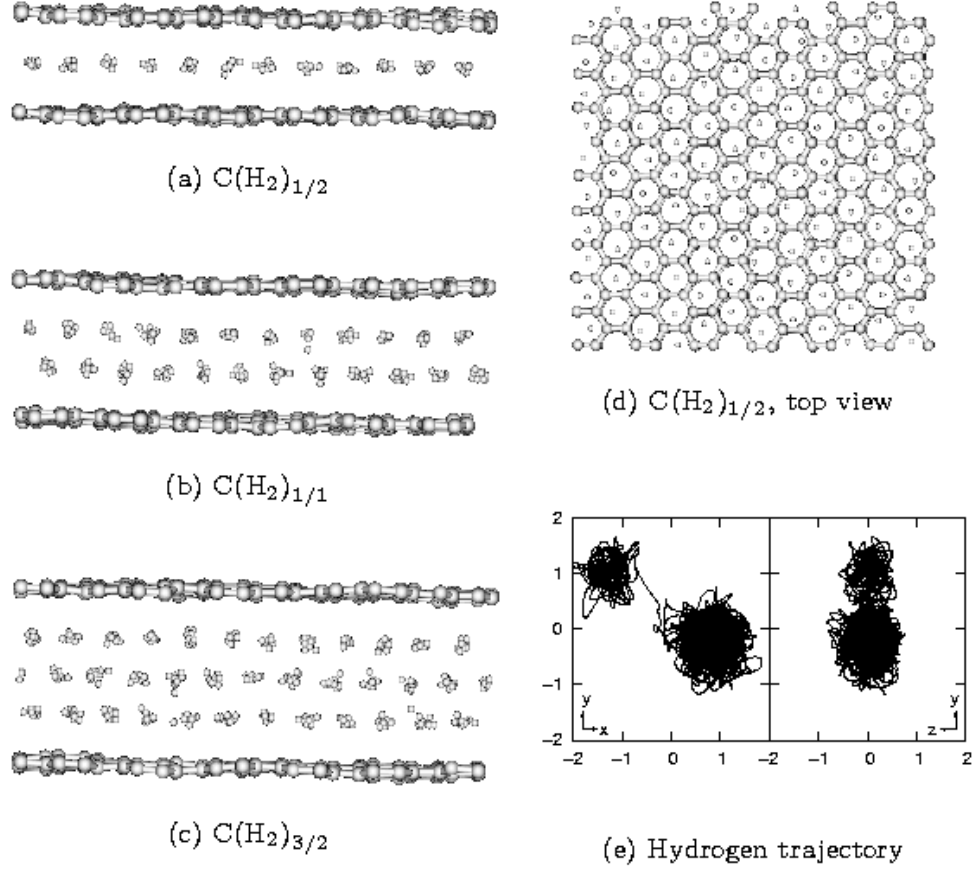 (a) C(H₂)₁/₂
(b) C(H₂)₁/₁
(c) C(H₂)₃/₂
(d) C(H₂)₁/₂, top view
2
1
0
−1
−2
y
x
y
z
−2 −1 0 1 2 −1 0 1 2
(e) Hydrogen trajectory